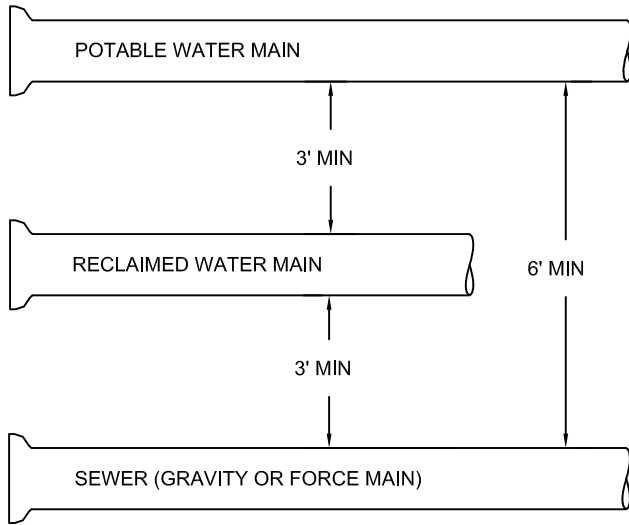 POTABLE WATER MAIN
3' MIN
RECLAIMED WATER MAIN
6' MIN
3' MIN
SEWER (GRAVITY OR FORCE MAIN)